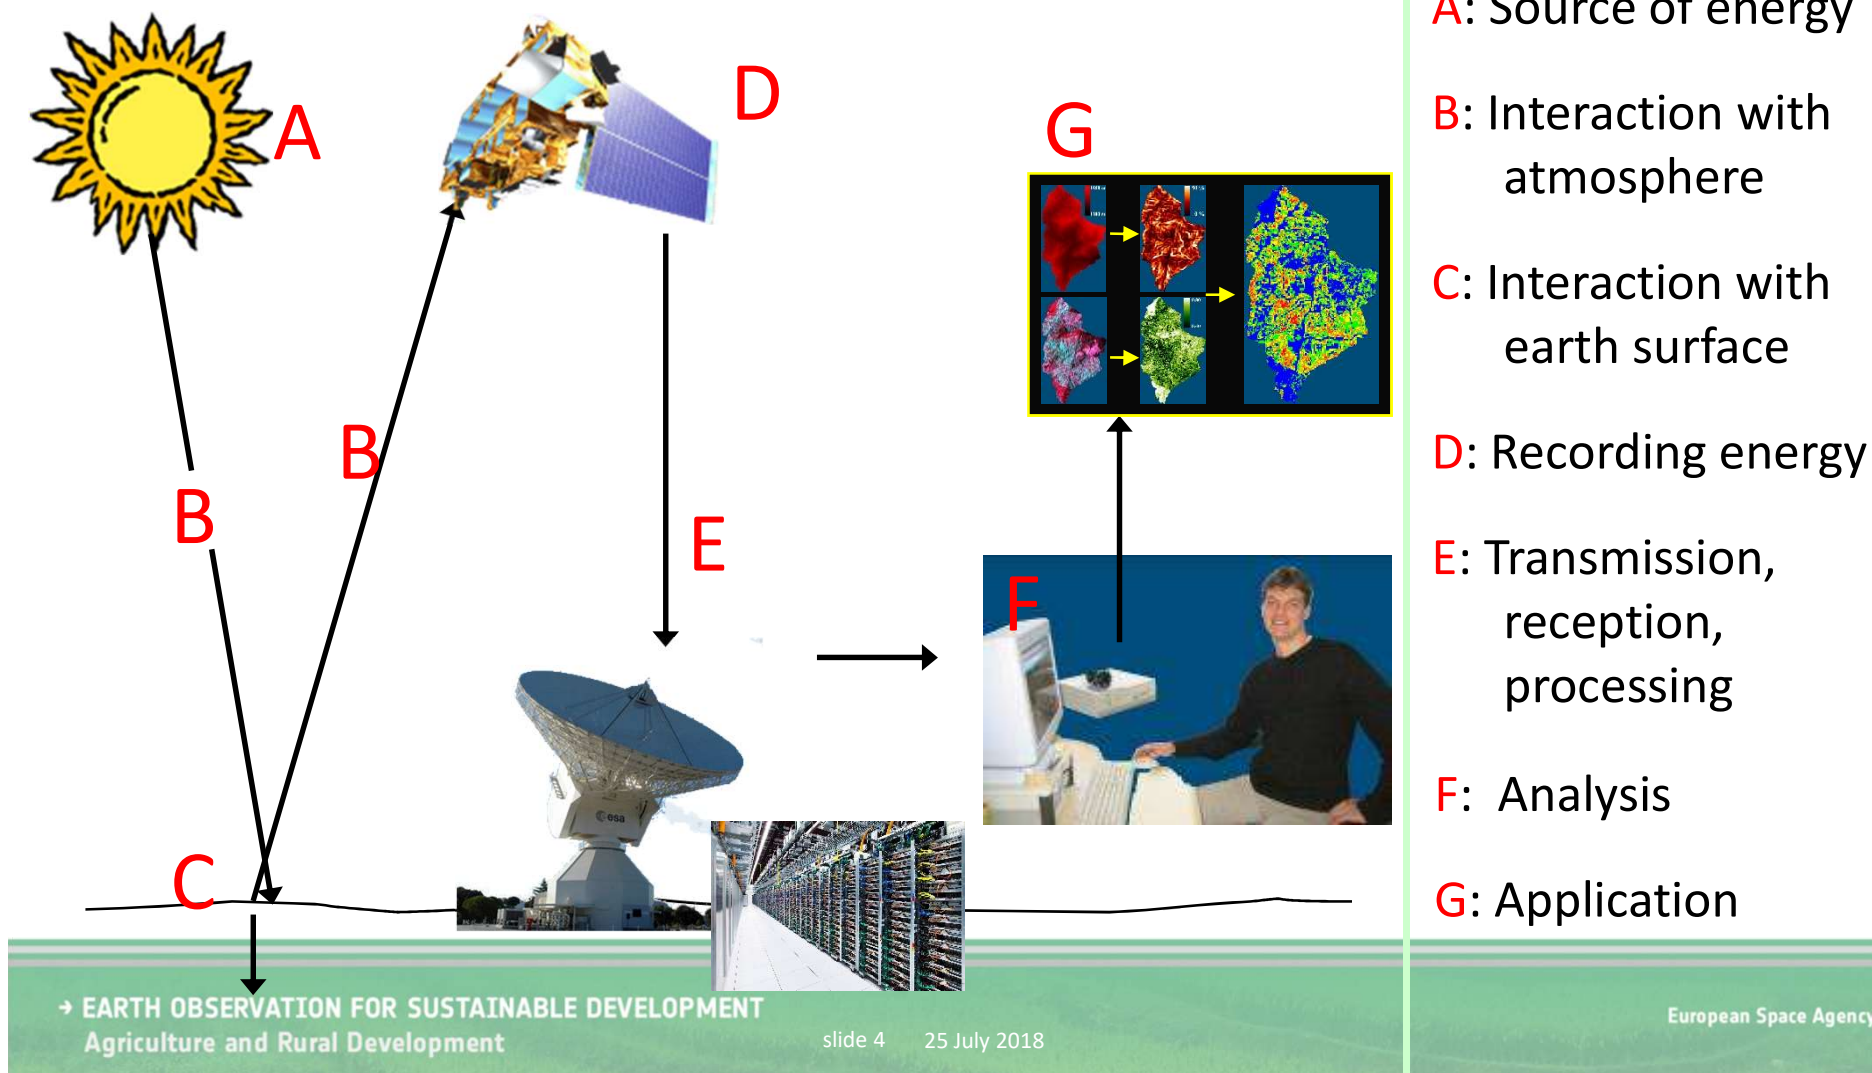 A
D
G
B
B
E
F
C
esa
A: Source of energy
B: Interaction with
atmosphere
C: Interaction with
earth surface
D: Recording energy
E: Transmission,
reception,
processing
F: Analysis
G: Application
→ EARTH OBSERVATION FOR SUSTAINABLE DEVELOPMENT
Agriculture and Rural Development
slide 4 25 July 2018
European Space Agency